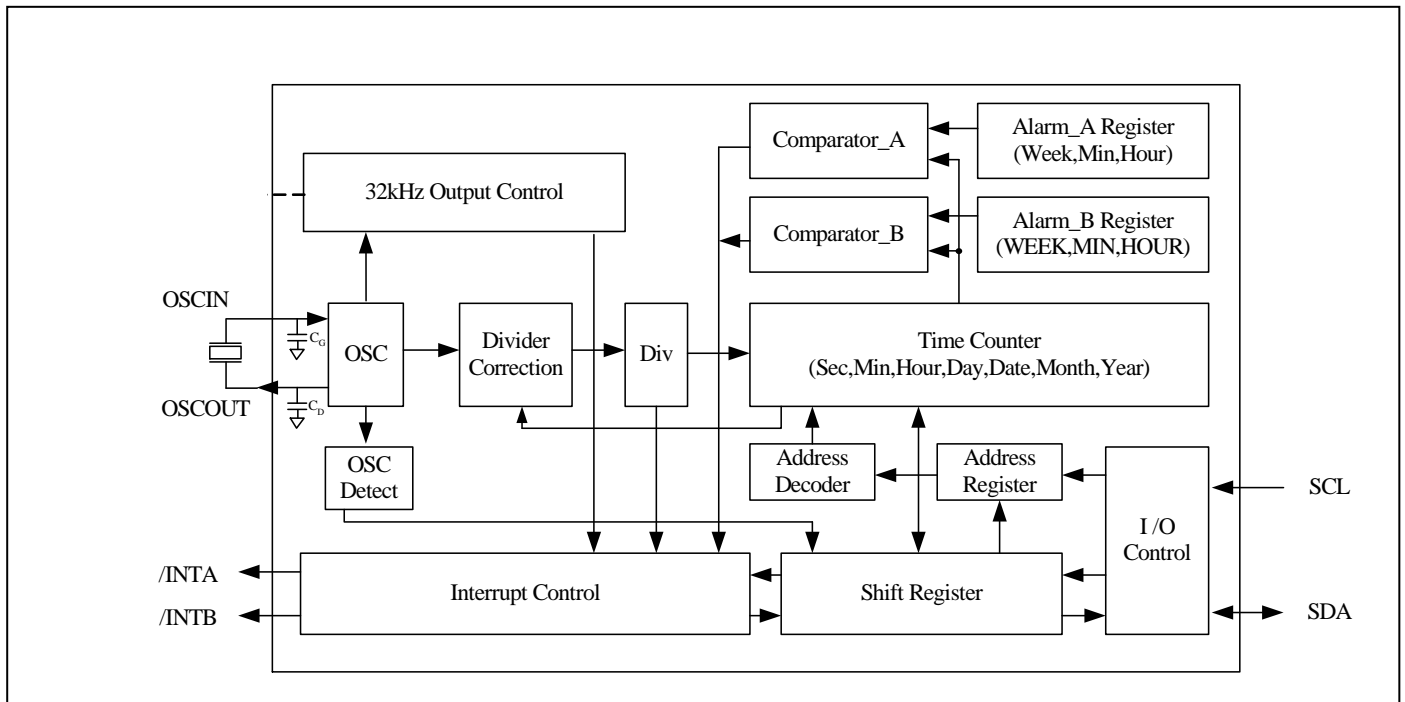 Comparator_A
Alarm_A Register
(Week,Min,Hour)
32kHz Output Control
Comparator_B
Alarm_B Register
(WEEK,MIN,HOUR)
OSCIN
C_G
OSC
Divider
Correction
Div
Time Counter
(Sec,Min,Hour,Day,Date,Month,Year)
OSCOUT
C_D
OSC
Detect
Address
Decoder
Address
Register
I /O
Control
SCL
/INTA
/INTB
Interrupt Control
Shift Register
SDA